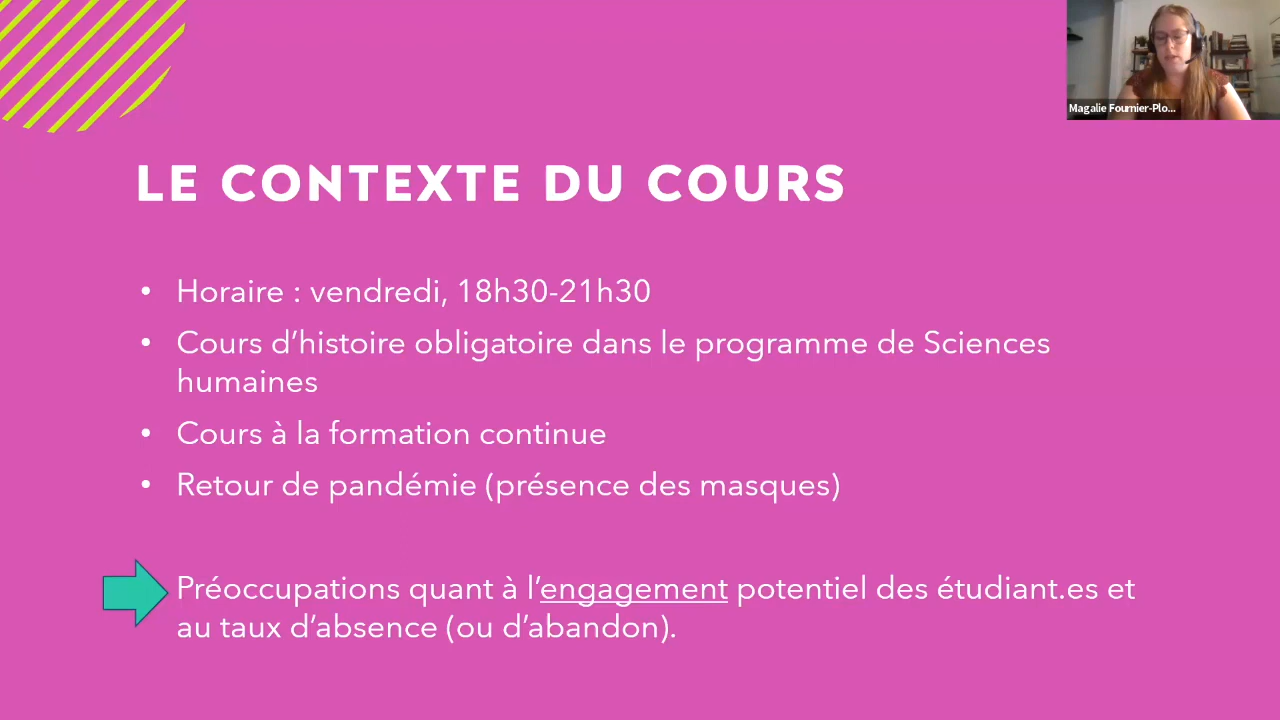 Magalie Fournier-Plo...
LE CONTEXTE DU COURS
• Horaire : vendredi, 18h30-21h30
• Cours d’histoire obligatoire dans le programme de Sciences
humaines
• Cours à la formation continue
• Retour de pandémie (présence des masques)
Préoccupations quant à l’engagement potentiel des étudiant.es et
au taux d’absence (ou d’abandon).